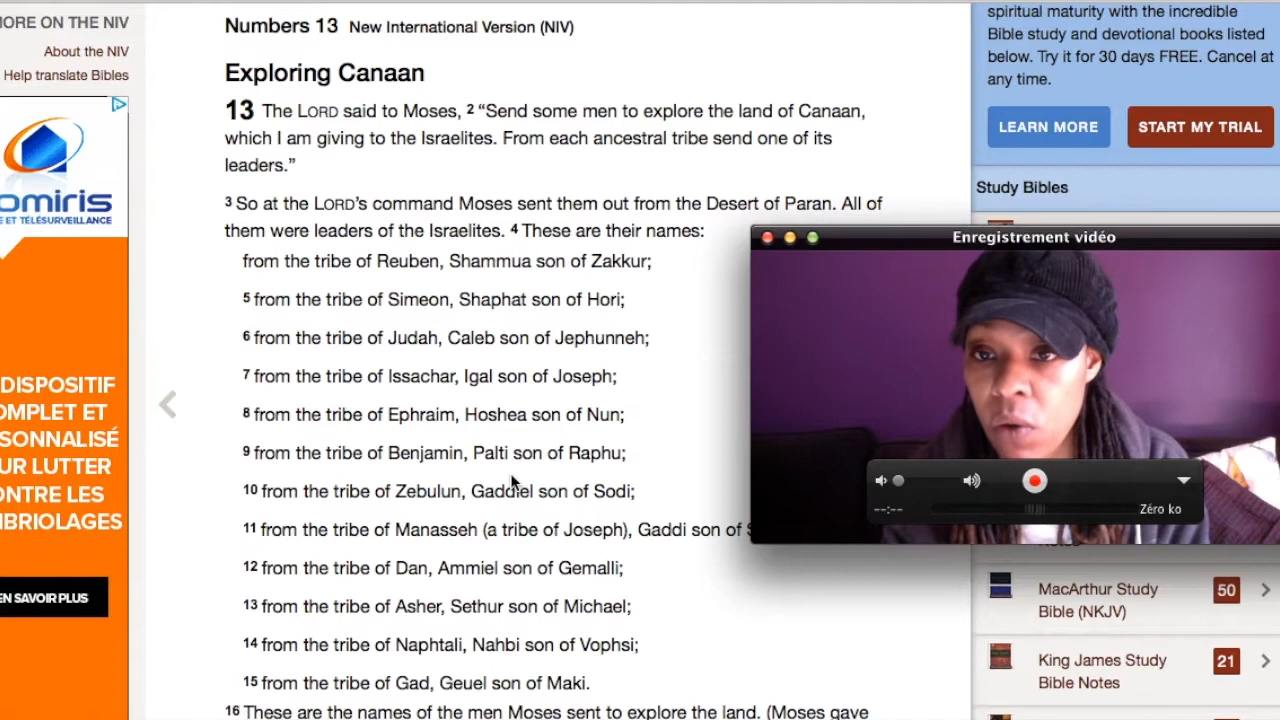 MORE ON THE NIV
About the NIV
Help translate Bibles
omiris
E ET TÉLÉSURVEILLANCE
DISPOSITIF
OMPLET ET
SONNALISÉ
UR LUTTER
ONTRE LES
MBRIOLAGES
EN SAVOIR PLUS
Numbers 13 New International Version (NIV)
Exploring Canaan
13 The LORD said to Moses, 2 “Send some men to explore the land of Canaan,
which I am giving to the Israelites. From each ancestral tribe send one of its
leaders.”
3 So at the LORD’s command Moses sent them out from the Desert of Paran. All of
them were leaders of the Israelites. 4 These are their names:
from the tribe of Reuben, Shammua son of Zakkur;
5 from the tribe of Simeon, Shaphat son of Hori;
6 from the tribe of Judah, Caleb son of Jephunneh;
7 from the tribe of Issachar, Igal son of Joseph;
8 from the tribe of Ephraim, Hoshea son of Nun;
9 from the tribe of Benjamin, Palti son of Raphu;
10 from the tribe of Zebulun, Gaddiel son of Sodi;
11 from the tribe of Manasseh (a tribe of Joseph), Gaddi son of S
12 from the tribe of Dan, Ammiel son of Gemalli;
13 from the tribe of Asher, Sethur son of Michael;
14 from the tribe of Naphtali, Nahbi son of Vophsi;
15 from the tribe of Gad, Geuel son of Maki.
16 These are the names of the men Moses sent to explore the land. (Moses gave
spiritual maturity with the incredible
Bible study and devotional books listed
below. Try it for 30 days FREE. Cancel at
any time.
LEARN MORE
START MY TRIAL
Study Bibles
Enregistrement vidéo
--:--
Zéro ko
Notes
MacArthur Study
Bible (NKJV)
50
King James Study
Bible Notes
21